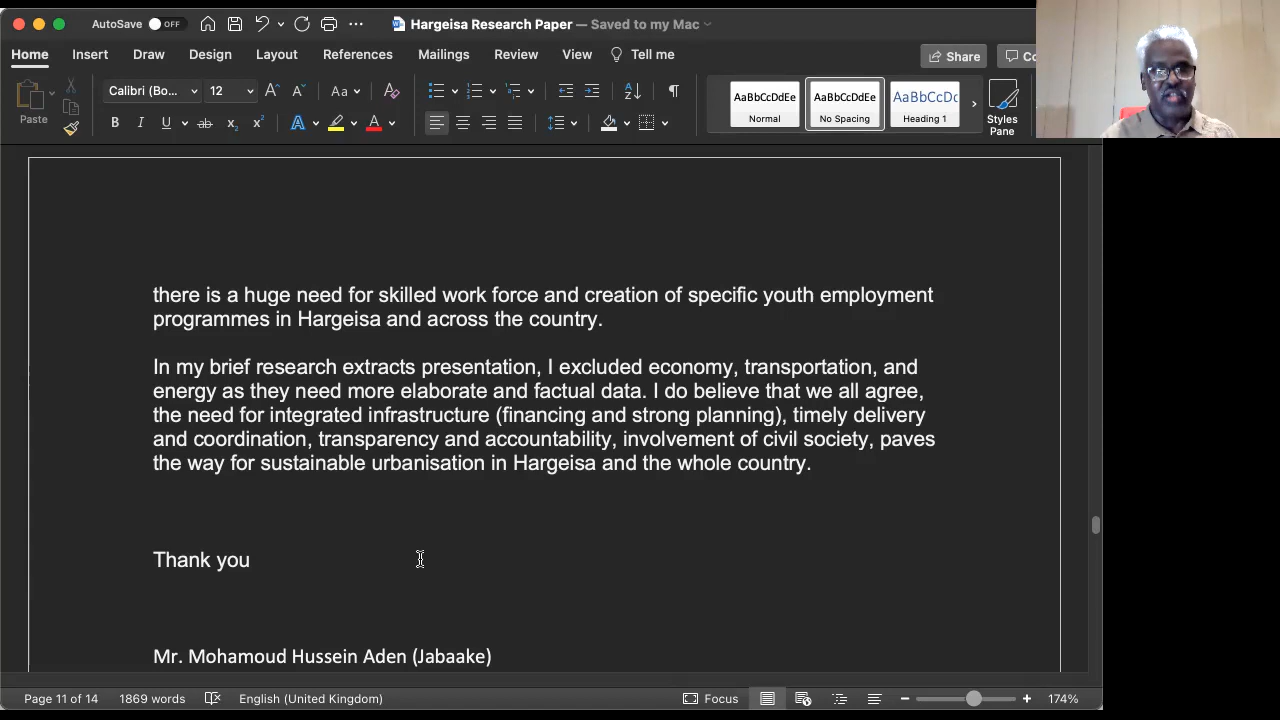 AutoSave OFF
Hargeisa Research Paper — Saved to my Mac
Home Insert Draw Design Layout References Mailings Review View Tell me
Share
Paste
Calibri (Bo... 12
B I U ab x₂ x² A A
AaBbCcDdEe AaBbCcDdEe AaBbCcDc
Normal No Spacing Heading 1
Styles
Pane
there is a huge need for skilled work force and creation of specific youth employment
programmes in Hargeisa and across the country.
In my brief research extracts presentation, I excluded economy, transportation, and
energy as they need more elaborate and factual data. I do believe that we all agree,
the need for integrated infrastructure (financing and strong planning), timely delivery
and coordination, transparency and accountability, involvement of civil society, paves
the way for sustainable urbanisation in Hargeisa and the whole country.
Thank you
Mr. Mohamoud Hussein Aden (Jabaake)
Page 11 of 14 1869 words English (United Kingdom) Focus 174%